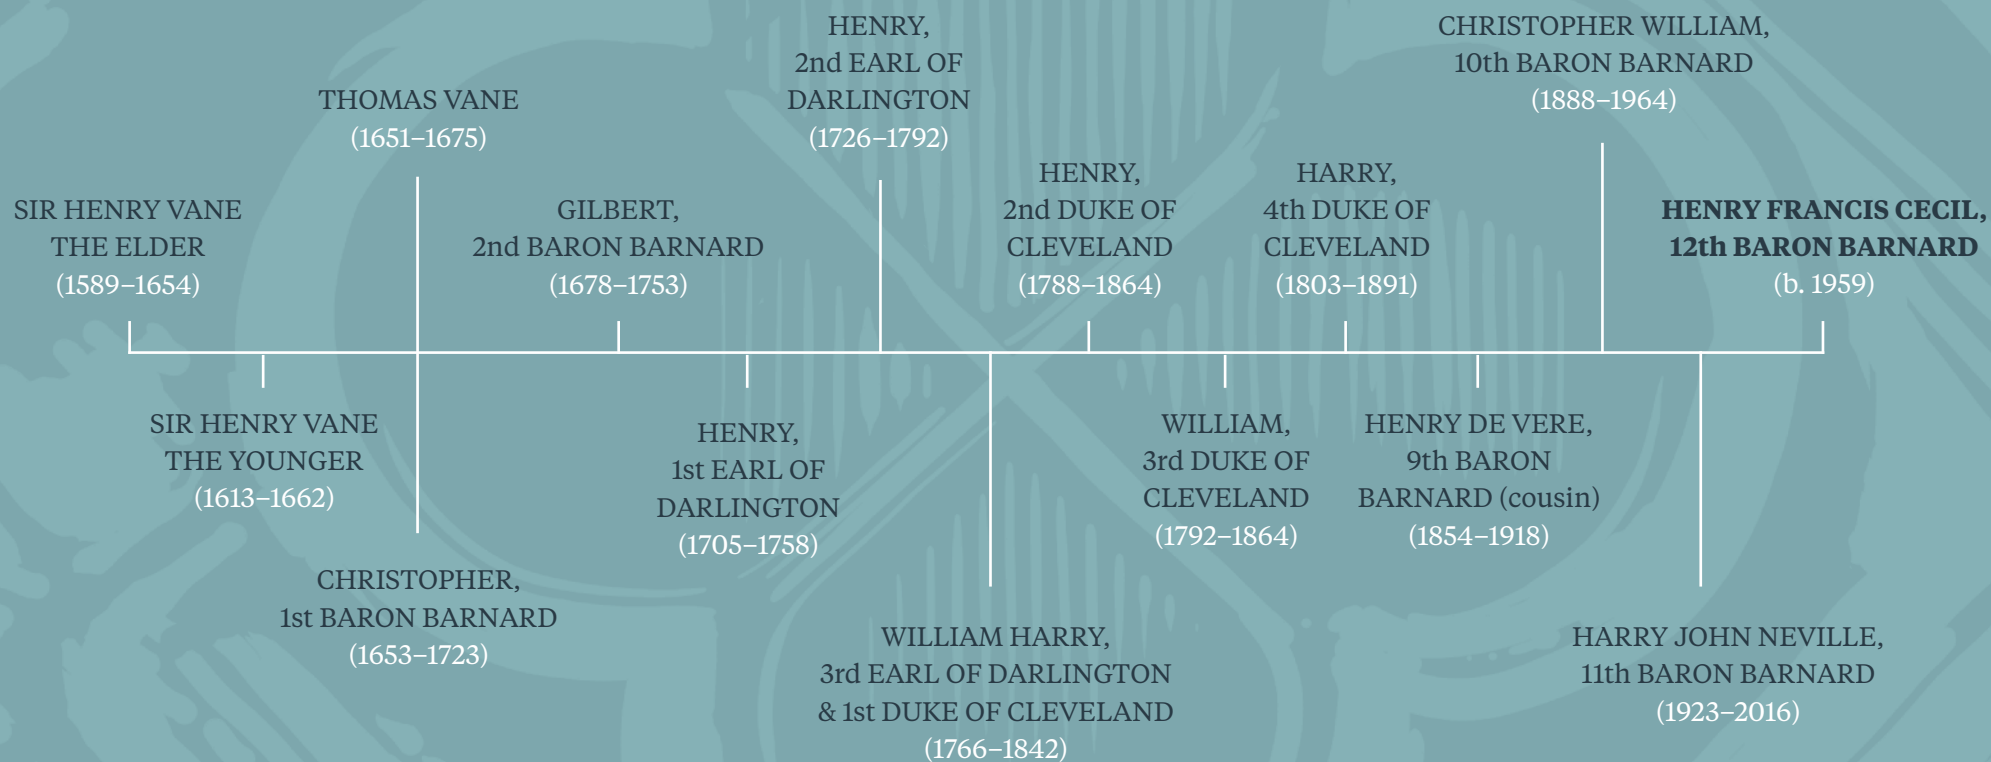 SIR HENRY VANE
THE ELDER
(1589–1654)
SIR HENRY VANE
THE YOUNGER
(1613–1662)
THOMAS VANE
(1651–1675)
CHRISTOPHER,
1st BARON BARNARD
(1653–1723)
GILBERT,
2nd BARON BARNARD
(1678–1753)
HENRY,
1st EARL OF
DARLINGTON
(1705–1758)
HENRY,
2nd EARL OF
DARLINGTON
(1726–1792)
WILLIAM HARRY,
3rd EARL OF DARLINGTON
& 1st DUKE OF CLEVELAND
(1766–1842)
HENRY,
2nd DUKE OF
CLEVELAND
(1788–1864)
WILLIAM,
3rd DUKE OF
CLEVELAND
(1792–1864)
HARRY,
4th DUKE OF
CLEVELAND
(1803–1891)
HENRY DE VERE,
9th BARON
BARNARD (cousin)
(1854–1918)
CHRISTOPHER WILLIAM,
10th BARON BARNARD
(1888–1964)
HARRY JOHN NEVILLE,
11th BARON BARNARD
(1923–2016)
HENRY FRANCIS CECIL,
12th BARON BARNARD
(b. 1959)